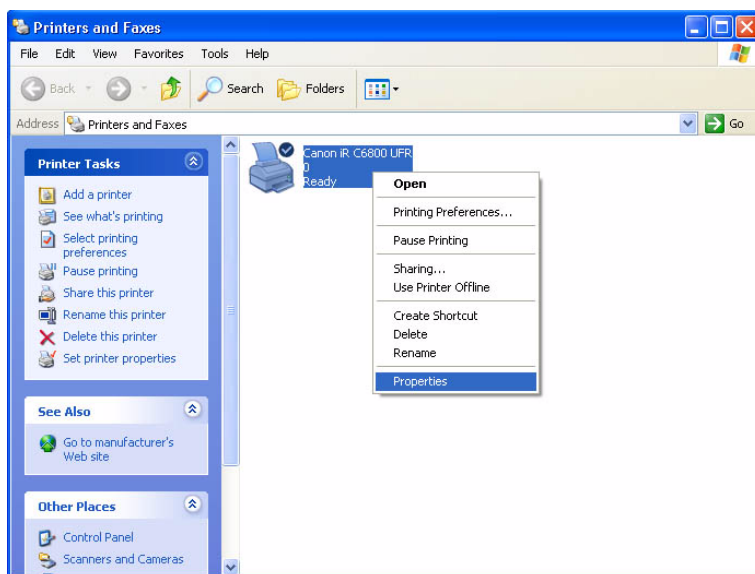 Printers and Faxes
File Edit View Favorites Tools Help
Back Search Folders
Address Printers and Faxes Go
Printer Tasks
Add a printer
See what's printing
Select printing
preferences
Pause printing
Share this printer
Rename this printer
Delete this printer
Set printer properties
See Also
Go to manufacturer's
Web site
Other Places
Control Panel
Scanners and Cameras
Canon iR C6800 UFR
0
Ready
Open
Printing Preferences...
Pause Printing
Sharing...
Use Printer Offline
Create Shortcut
Delete
Rename
Properties